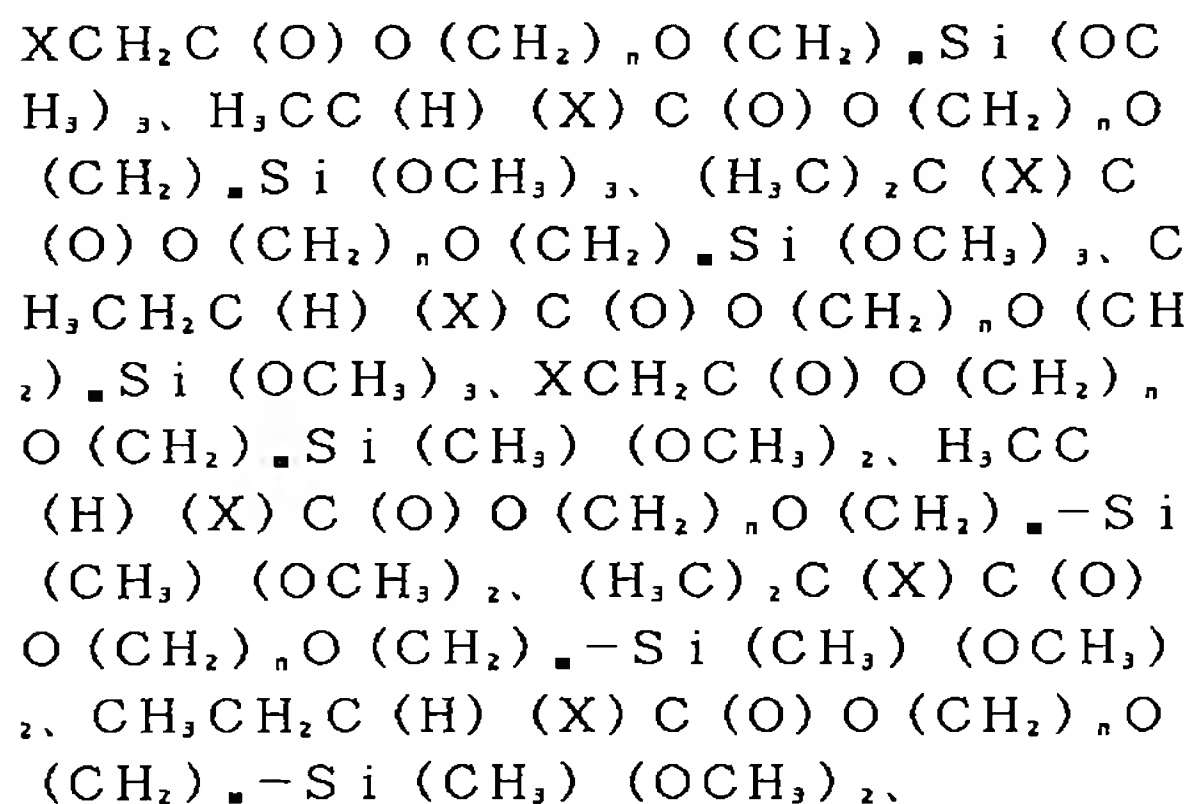 XCH₂C(O)O(CH₂)ₙO(CH₂)ₘSi(OC
H₃)₃、H₃CC(H)(X)C(O)O(CH₂)ₙO
(CH₂)ₘSi(OCH₃)₃、(H₃C)₂C(X)C
(O)O(CH₂)ₙO(CH₂)ₘSi(OCH₃)₃、C
H₃CH₂C(H)(X)C(O)O(CH₂)ₙO(CH
₂)ₘSi(OCH₃)₃、XCH₂C(O)O(CH₂)ₙ
O(CH₂)ₘSi(CH₃)(OCH₃)₂、H₃CC
(H)(X)C(O)O(CH₂)ₙO(CH₂)ₘ−Si
(CH₃)(OCH₃)₂、(H₃C)₂C(X)C(O)
O(CH₂)ₙO(CH₂)ₘ−Si(CH₃)(OCH₃)
₂、CH₃CH₂C(H)(X)C(O)O(CH₂)ₙO
(CH₂)ₘ−Si(CH₃)(OCH₃)₂、